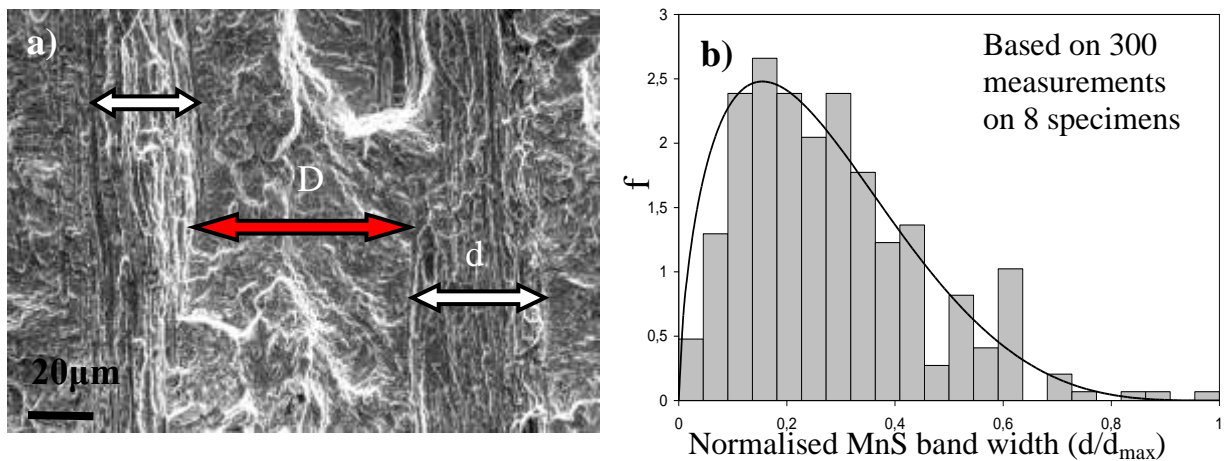 a)
D
d
20µm
b)
Based on 300
measurements
on 8 specimens
f
3
2,5
2
1,5
1
0,5
0
0 0,2 0,4 0,6 0,8 1
Normalised MnS band width (d/dmax)